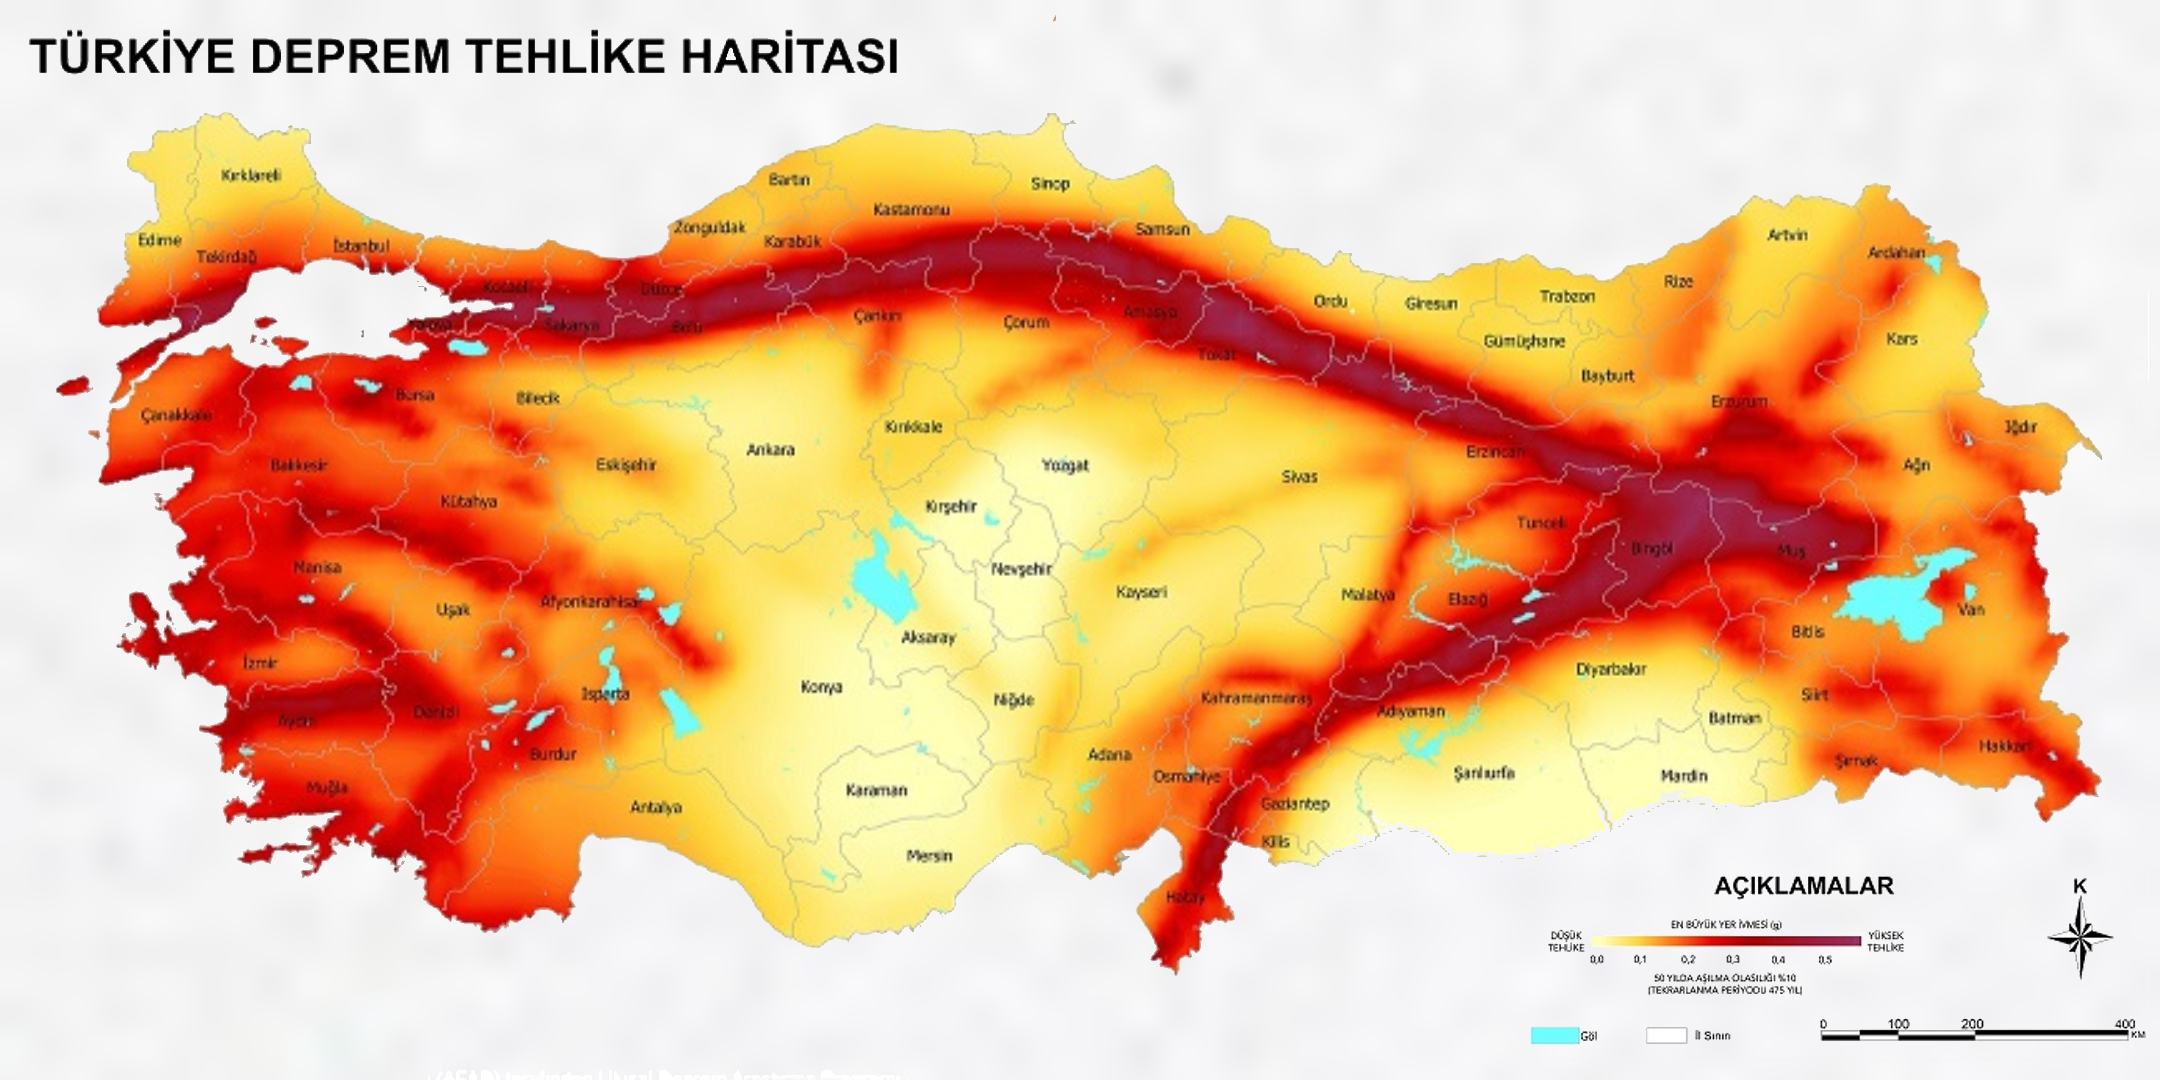 TÜRKİYE DEPREM TEHLİKE HARİTASI
Kırklareli
Edirne
Tekirdağ
İstanbul
Kocaeli
Yalova
Sakarya
Düzce
Bolu
Zonguldak
Bartın
Karabük
Kastamonu
Sinop
Samsun
Çankırı
Çorum
Amasya
Tokat
Ordu
Giresun
Trabzon
Rize
Artvin
Ardahan
Gümüşhane
Bayburt
Kars
Erzurum
Iğdır
Ağrı
Çanakkale
Bursa
Bilecik
Balıkesir
Kütahya
Eskişehir
Ankara
Kırıkkale
Yozgat
Kırşehir
Sivas
Erzincan
Tunceli
Bingöl
Muş
Manisa
Uşak
Afyonkarahisar
Nevşehir
Kayseri
Malatya
Elazığ
Bitlis
Van
İzmir
Aydın
Denizli
Isparta
Burdur
Muğla
Antalya
Konya
Aksaray
Niğde
Karaman
Mersin
Adana
Osmaniye
Kahramanmaraş
Adıyaman
Diyarbakır
Batman
Siirt
Şırnak
Hakkari
Mardin
Şanlıurfa
Gaziantep
Kilis
Hatay
AÇIKLAMALAR
K
EN BÜYÜK YER İVMESİ (g)
DÜŞÜK
TEHLİKE
YÜKSEK
TEHLİKE
0,0 0,1 0,2 0,3 0,4 0,5
50 YILDA AŞILMA OLASILIĞI %10
(TEKRARLANMA PERİYODU 475 YIL)
Göl
İl Sınırı
0 100 200 400
KM